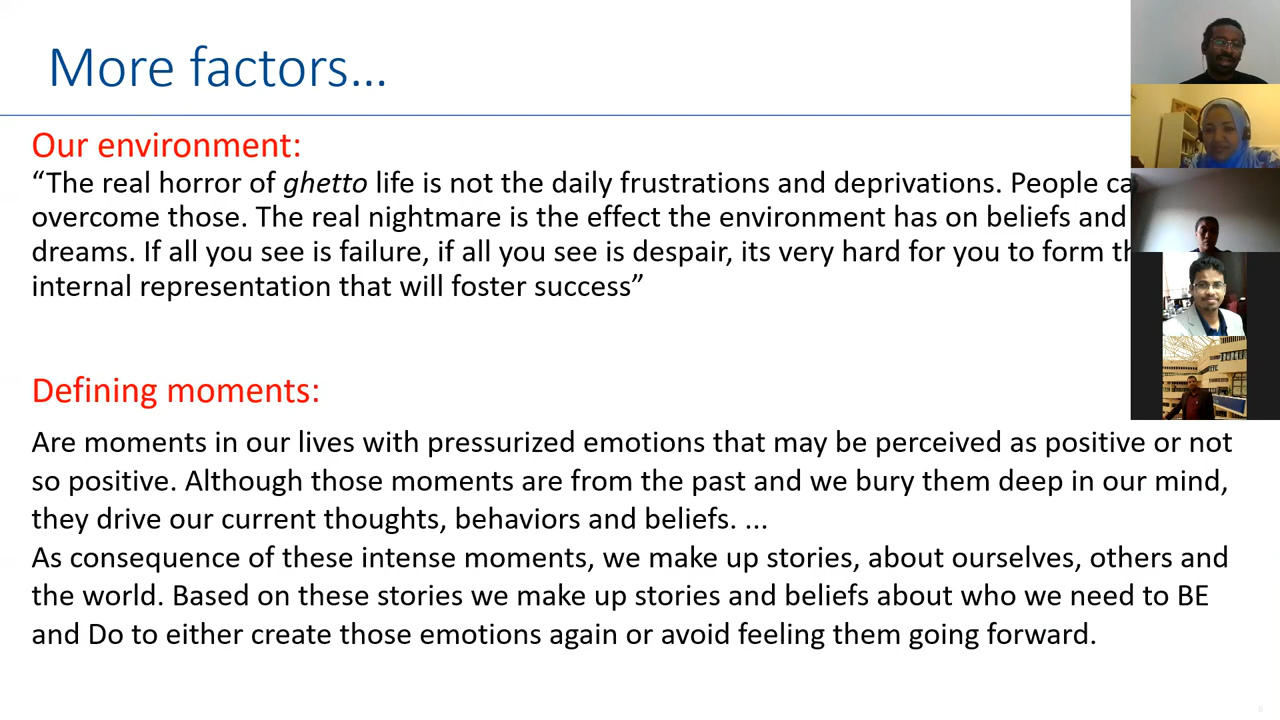 More factors...
Our environment:
“The real horror of ghetto life is not the daily frustrations and deprivations. People
overcome those. The real nightmare is the effect the environment has on beliefs and
dreams. If all you see is failure, if all you see is despair, its very hard for you to form
internal representation that will foster success”
Defining moments:
Are moments in our lives with pressurized emotions that may be perceived as positive or not
so positive. Although those moments are from the past and we bury them deep in our mind,
they drive our current thoughts, behaviors and beliefs. ...
As consequence of these intense moments, we make up stories, about ourselves, others and
the world. Based on these stories we make up stories and beliefs about who we need to BE
and Do to either create those emotions again or avoid feeling them going forward.